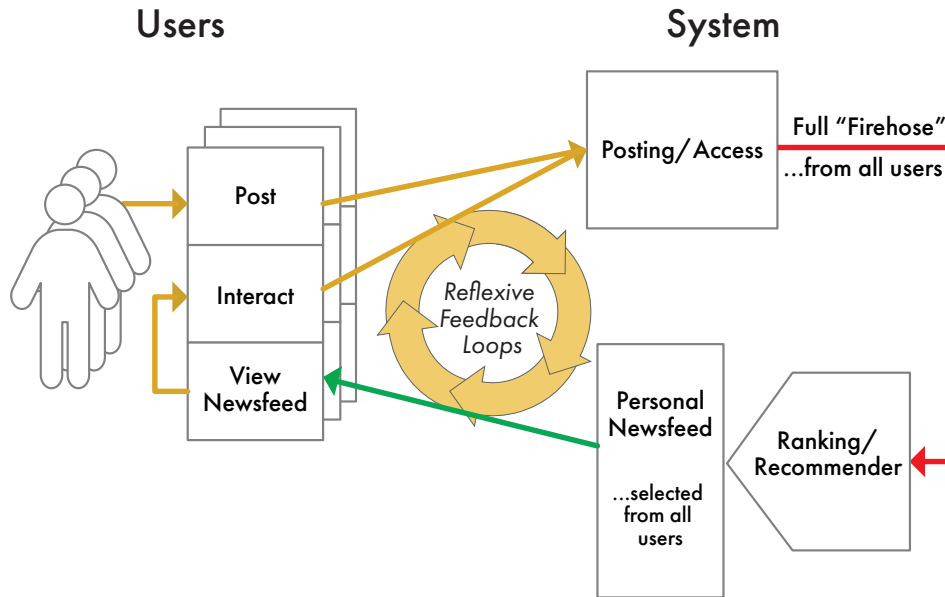 Users
System
Post
Interact
View
Newsfeed
Reflexive
Feedback
Loops
Posting/Access
Full “Firehose”
...from all users
Personal
Newsfeed
...selected
from all
users
Ranking/
Recommender